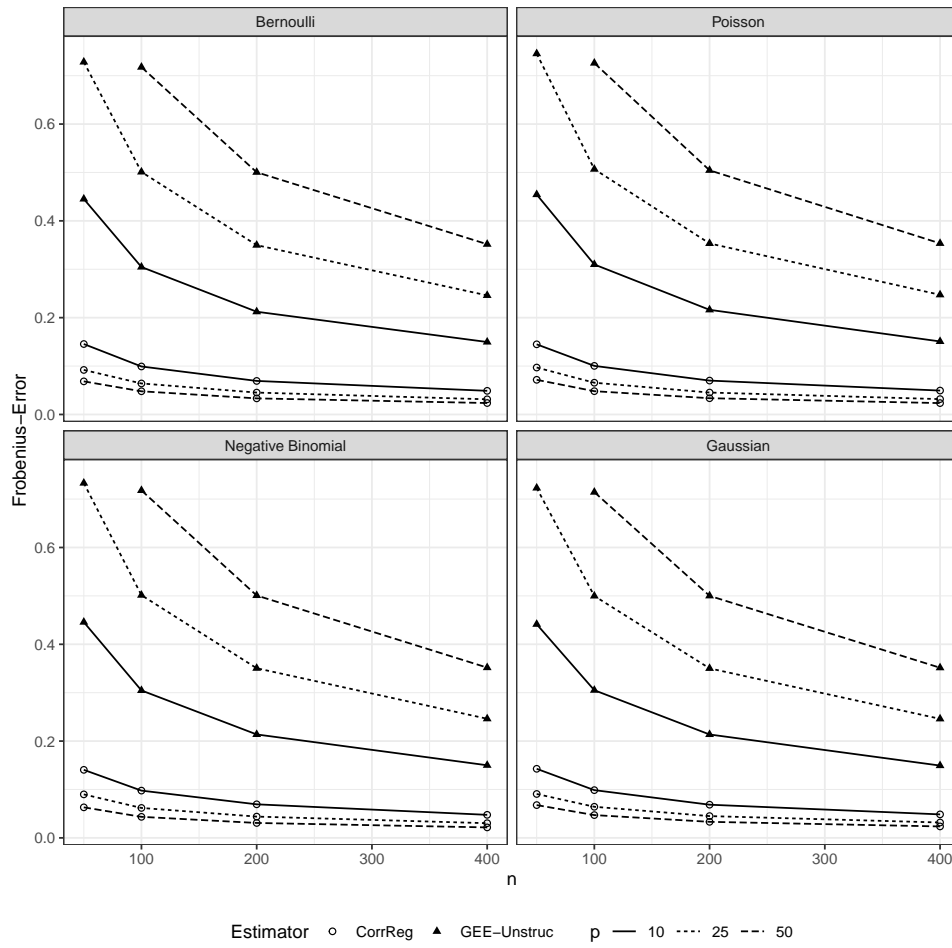 Bernoulli Poisson
0.6
0.4
0.2
0.0
Negative Binomial Gaussian
0.6
0.4
0.2
0.0
Frobenius−Error
100 200 300 400 100 200 300 400
n
Estimator CorrReg GEE−Unstruc p 10 25 50